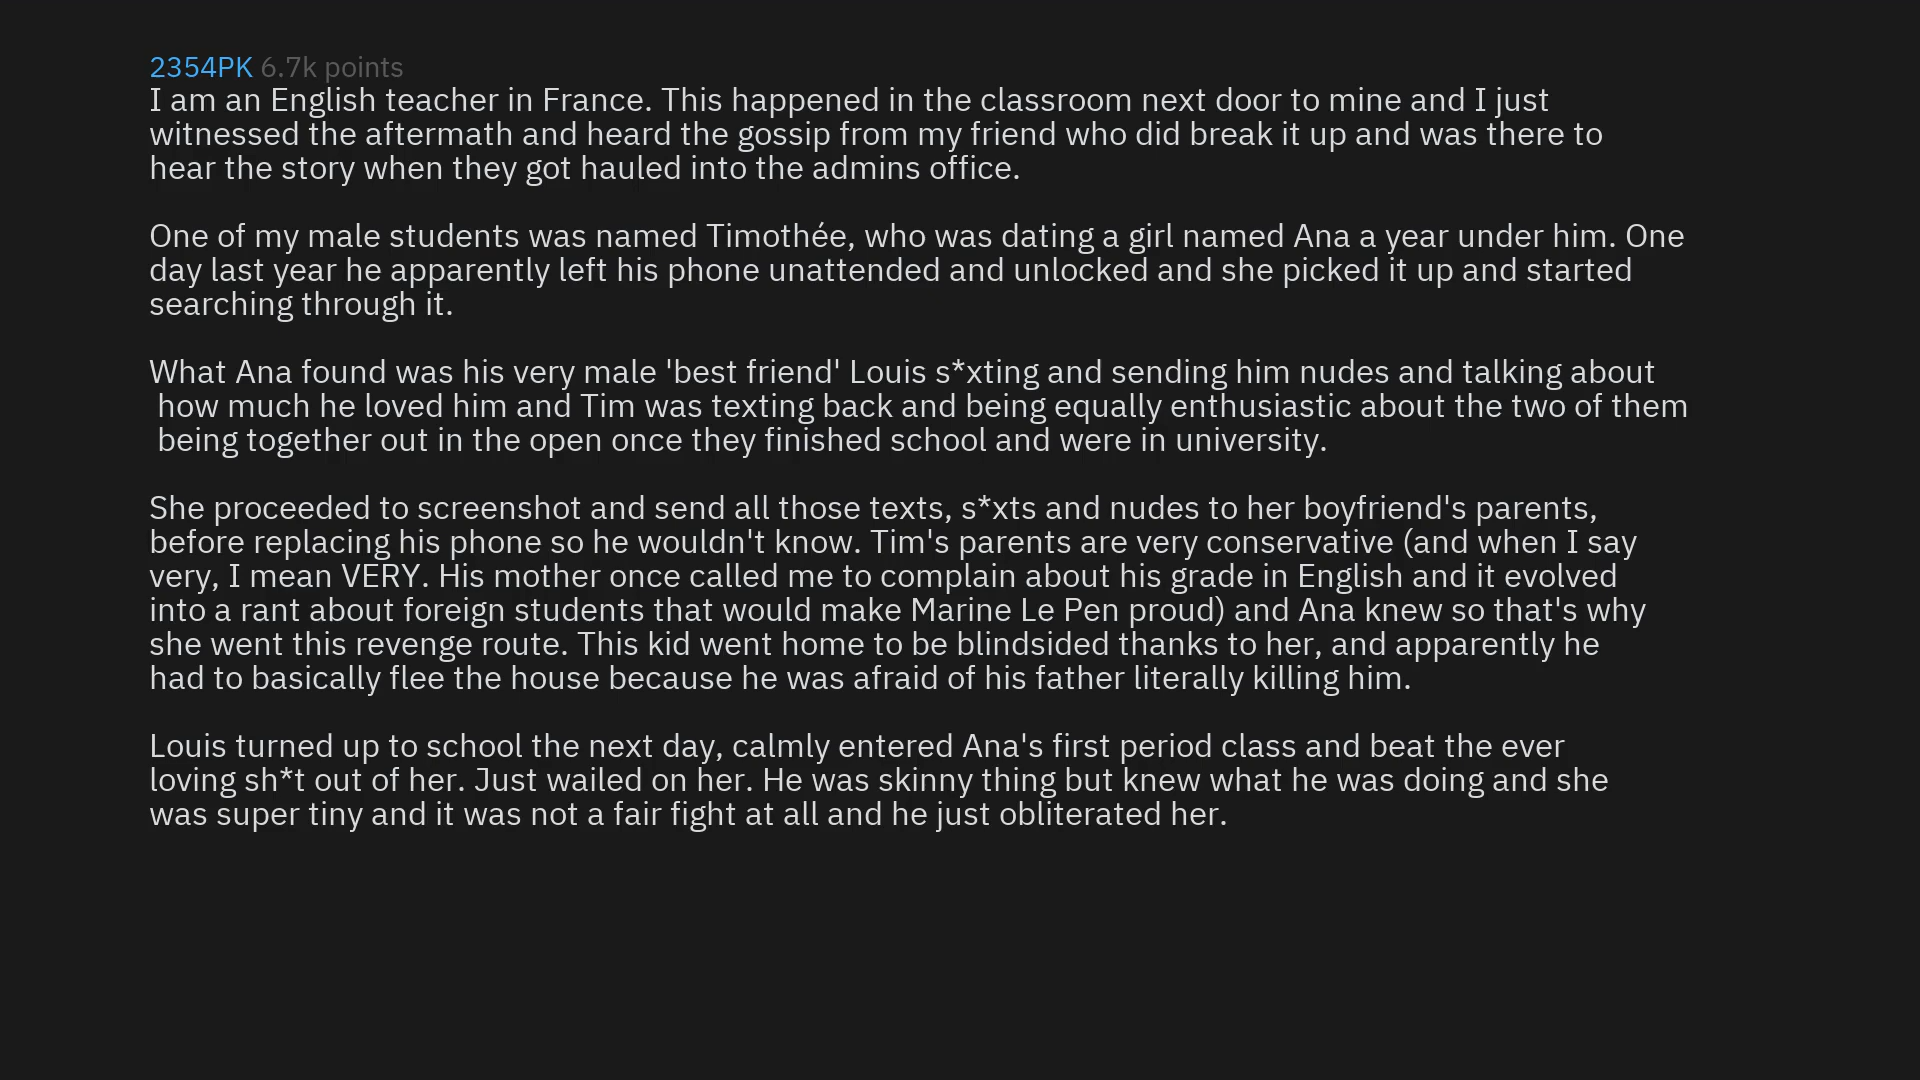 2354PK 6.7k points
I am an English teacher in France. This happened in the classroom next door to mine and I just
witnessed the aftermath and heard the gossip from my friend who did break it up and was there to
hear the story when they got hauled into the admins office.
One of my male students was named Timothée, who was dating a girl named Ana a year under him. One
day last year he apparently left his phone unattended and unlocked and she picked it up and started
searching through it.
What Ana found was his very male 'best friend' Louis s*xting and sending him nudes and talking about
how much he loved him and Tim was texting back and being equally enthusiastic about the two of them
being together out in the open once they finished school and were in university.
She proceeded to screenshot and send all those texts, s*xts and nudes to her boyfriend's parents,
before replacing his phone so he wouldn't know. Tim's parents are very conservative (and when I say
very, I mean VERY. His mother once called me to complain about his grade in English and it evolved
into a rant about foreign students that would make Marine Le Pen proud) and Ana knew so that's why
she went this revenge route. This kid went home to be blindsided thanks to her, and apparently he
had to basically flee the house because he was afraid of his father literally killing him.
Louis turned up to school the next day, calmly entered Ana's first period class and beat the ever
loving sh*t out of her. Just wailed on her. He was skinny thing but knew what he was doing and she
was super tiny and it was not a fair fight at all and he just obliterated her.